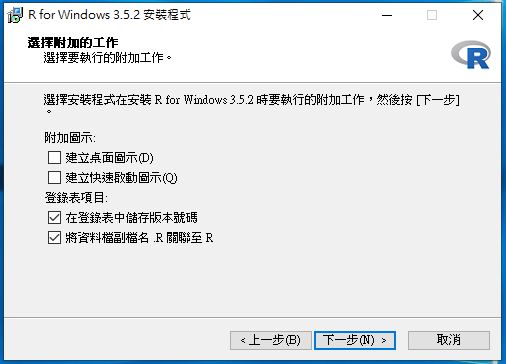 R for Windows 3.5.2 安裝程式
選擇附加的工作
選擇要執行的附加工作。
R
選擇安裝程式在安裝 R for Windows 3.5.2 時要執行的附加工作，然後按 [下一步]
。
附加圖示:
建立桌面圖示(D)
建立快速啟動圖示(Q)
登錄表項目:
在登錄表中儲存版本號碼
將資料檔副檔名 .R 關聯至 R
< 上一步(B)
下一步(N) >
取消